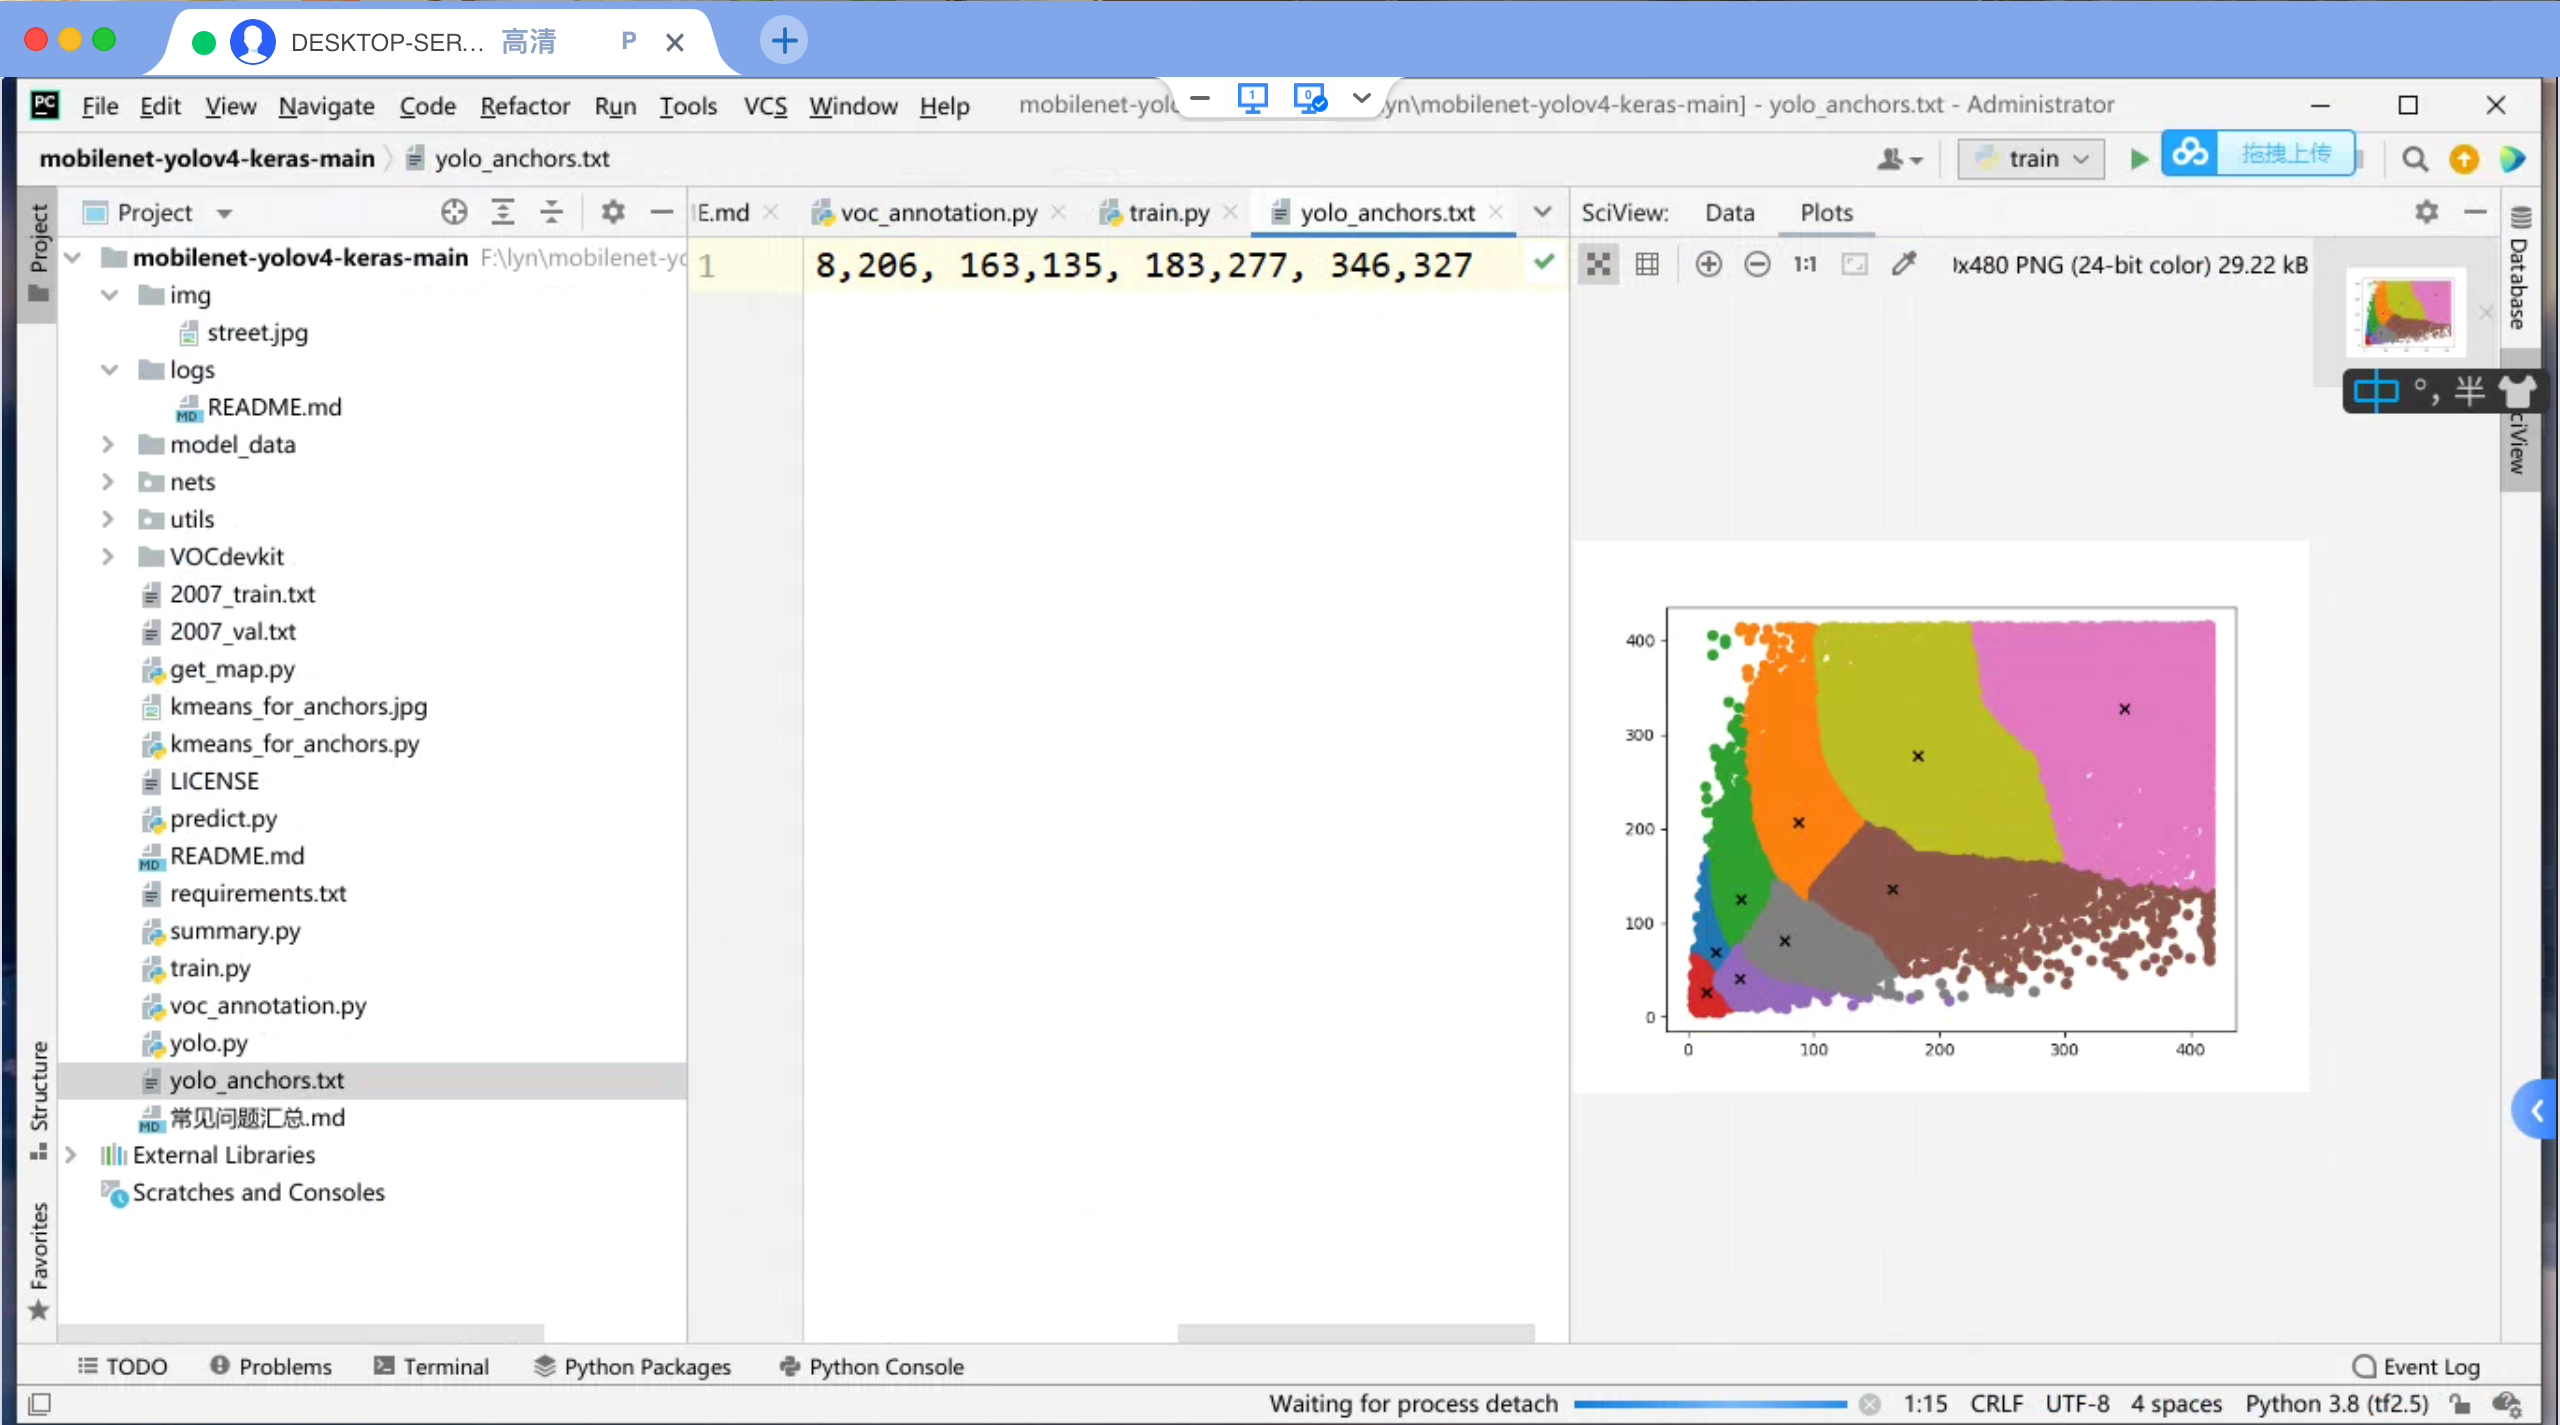 DESKTOP-SER... 高清 P
File Edit View Navigate Code Refactor Run Tools VCS Window Help mobilenet-yolo yn\mobilenet-yolov4-keras-main] - yolo_anchors.txt - Administrator
mobilenet-yolov4-keras-main yolo_anchors.txt train 拖拽上传
Project E.md voc_annotation.py train.py yolo_anchors.txt SciView: Data Plots
mobilenet-yolov4-keras-main F:\lyn\mobilenet-yo
1 8,206, 163,135, 183,277, 346,327
1:1 x480 PNG (24-bit color) 29.22 kB
中 °, 半
img
street.jpg
logs
README.md
model_data
nets
utils
VOCdevkit
2007_train.txt
2007_val.txt
get_map.py
kmeans_for_anchors.jpg
kmeans_for_anchors.py
LICENSE
predict.py
README.md
requirements.txt
summary.py
train.py
voc_annotation.py
yolo.py
yolo_anchors.txt
常见问题汇总.md
External Libraries
Scratches and Consoles
Project
Structure
Favorites
400
300
200
100
0
0 100 200 300 400
Database
ciView
TODO Problems Terminal Python Packages Python Console Event Log
Waiting for process detach 1:15 CRLF UTF-8 4 spaces Python 3.8 (tf2.5)